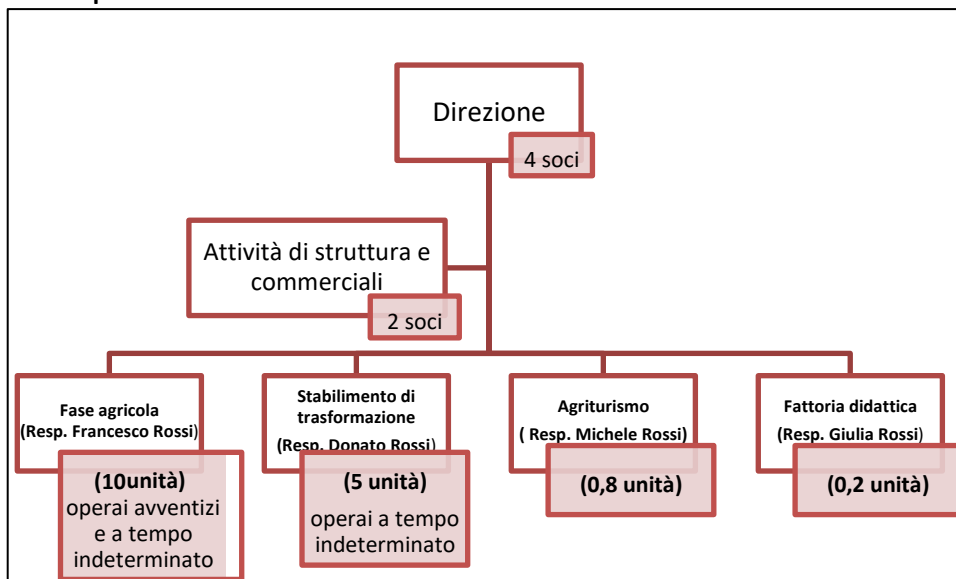 Direzione
4 soci
Attività di struttura e
commerciali
2 soci
Fase agricola
(Resp. Francesco Rossi)
(10unità)
operai avventizi
e a tempo
indeterminato
Stabilimento di
trasformazione
(Resp. Donato Rossi)
(5 unità)
operai a tempo
indeterminato
Agriturismo
( Resp. Michele Rossi)
(0,8 unità)
Fattoria didattica
(Resp. Giulia Rossi)
(0,2 unità)